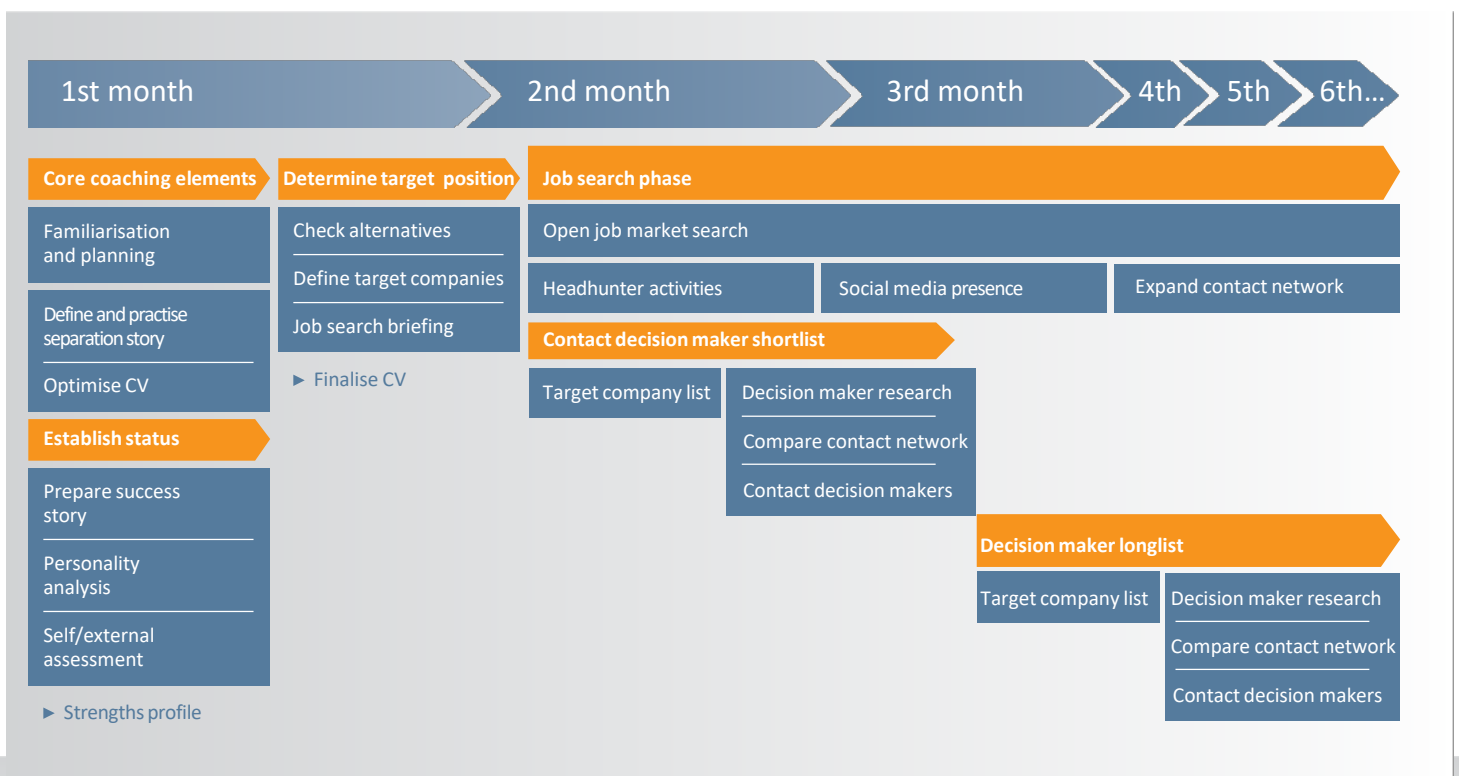 1st month
2nd month
3rd month
4th
5th
6th...
Core coaching elements
Familiarisation
and planning
Define and practise
separation story
Optimise CV
Establish status
Prepare success
story
Personality
analysis
Self/external
assessment
► Strengths profile
Determine target position
Check alternatives
Define target companies
Job search briefing
► Finalise CV
Job search phase
Open job market search
Headhunter activities
Social media presence
Expand contact network
Contact decision maker shortlist
Target company list
Decision maker research
Compare contact network
Contact decision makers
Decision maker longlist
Target company list
Decision maker research
Compare contact network
Contact decision makers